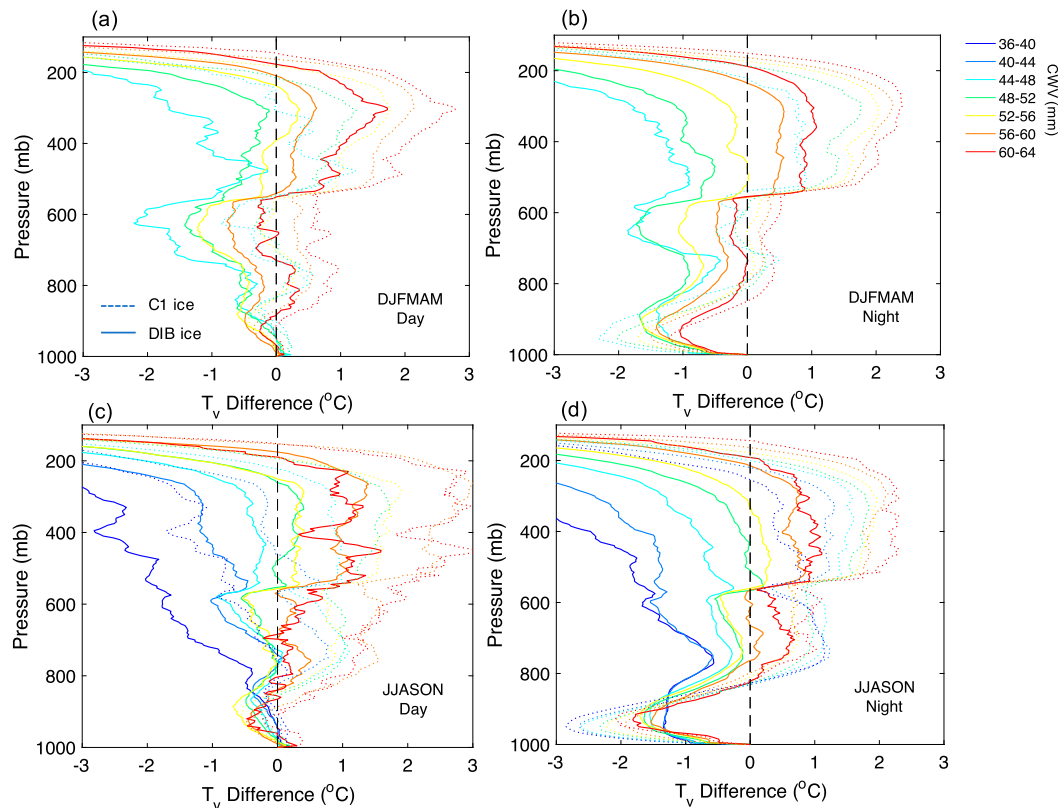 (a)
(b)
200
400
600
800
1000
Pressure (mb)
C1 ice
DIB ice
DJFMAM
Day
-3 -2 -1 0 1 2 3
T_v Difference (°C)
200
400
600
800
1000
Pressure (mb)
DJFMAM
Night
-3 -2 -1 0 1 2 3
T_v Difference (°C)
36-40
40-44
44-48
48-52
52-56
56-60
60-64
CWV (mm)
(c)
(d)
200
400
600
800
1000
Pressure (mb)
JJASON
Day
-3 -2 -1 0 1 2 3
T_v Difference (°C)
200
400
600
800
1000
Pressure (mb)
JJASON
Night
-3 -2 -1 0 1 2 3
T_v Difference (°C)